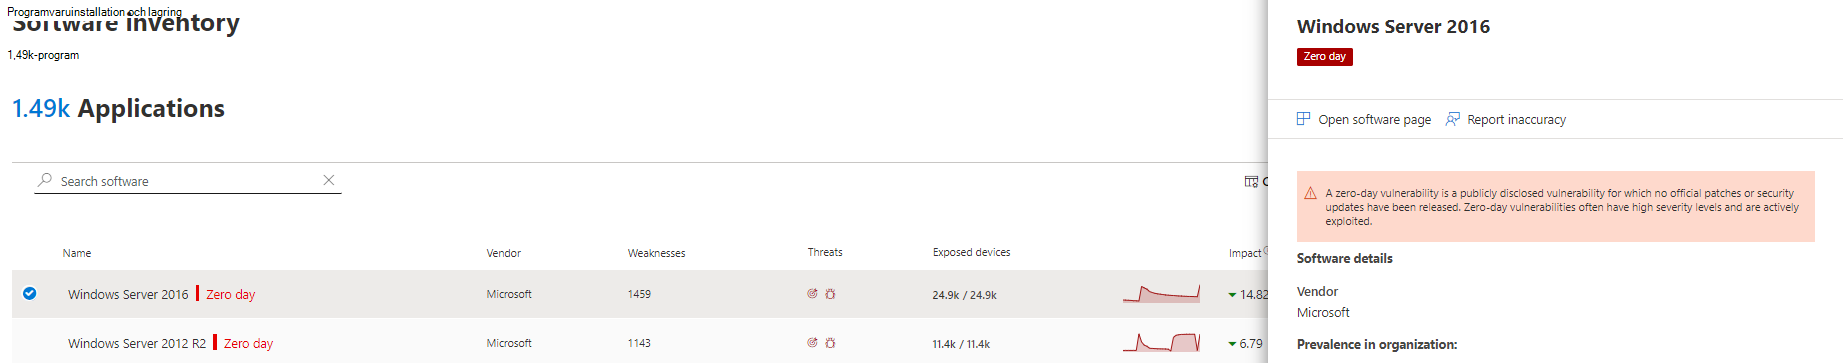 Programvaruinstallation och lagring
Software inventory
1,49k-program
1.49k Applications
Search software
Name Vendor Weaknesses Threats Exposed devices Impact
Windows Server 2016 Zero day Microsoft 1459 24.9k / 24.9k 14.82
Windows Server 2012 R2 Zero day Microsoft 1143 11.4k / 11.4k 6.79
Windows Server 2016
Zero day
Open software page Report inaccuracy
A zero-day vulnerability is a publicly disclosed vulnerability for which no official patches or security
updates have been released. Zero-day vulnerabilities often have high severity levels and are actively
exploited.
Software details
Vendor
Microsoft
Prevalence in organization: